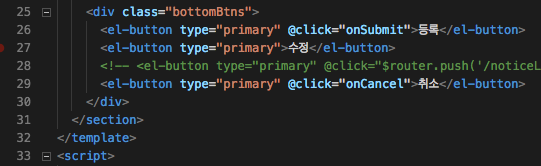 25 <div class="bottomBtns">
26 <el-button type="primary" @click="onSubmit">등록</el-button>
27 <el-button type="primary">수정</el-button>
28 <!-- <el-button type="primary" @click="$router.push('/noticeL
29 <el-button type="primary" @click="onCancel">취소</el-button>
30 </div>
31 </section>
32 </template>
33 <script>